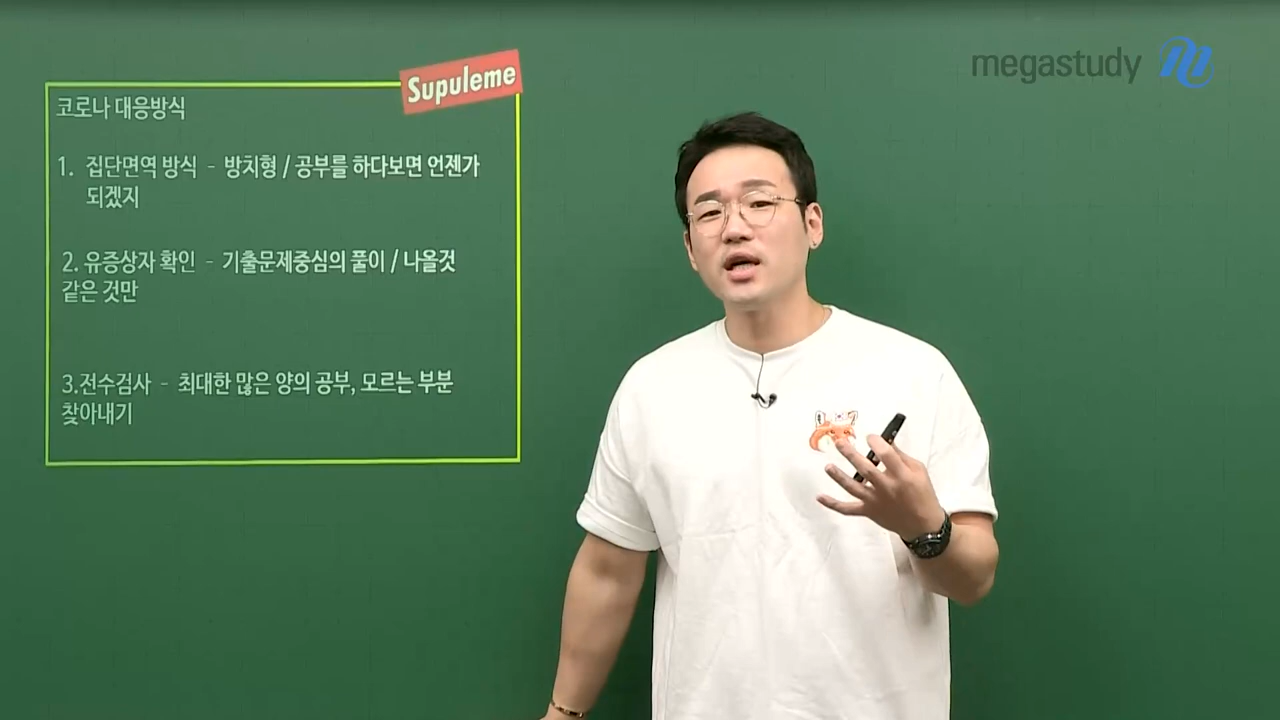 megastudy
Supuleme
코로나 대응방식
1. 집단면역 방식 - 방치형 / 공부를 하다보면 언젠가
되겠지
2. 유증상자 확인 - 기출문제중심의 풀이 / 나올것
같은 것만
3.전수검사 - 최대한 많은 양의 공부, 모르는 부분
찾아내기